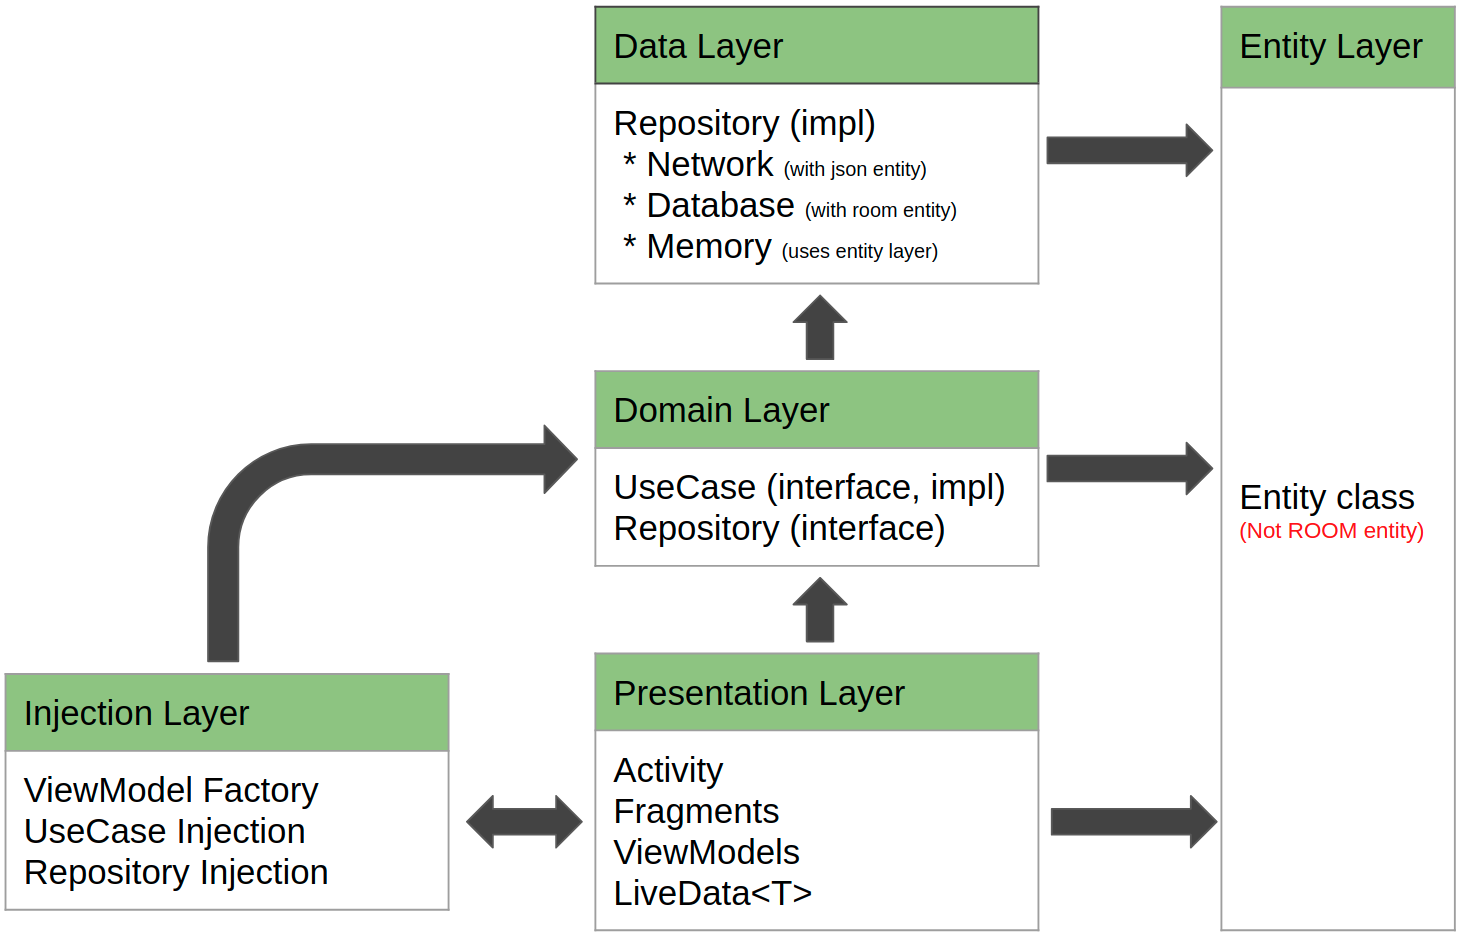 Data Layer
Repository (impl)
* Network (with json entity)
* Database (with room entity)
* Memory (uses entity layer)
Entity Layer
Entity class
(Not ROOM entity)
Domain Layer
UseCase (interface, impl)
Repository (interface)
Injection Layer
ViewModel Factory
UseCase Injection
Repository Injection
Presentation Layer
Activity
Fragments
ViewModels
LiveData<T>